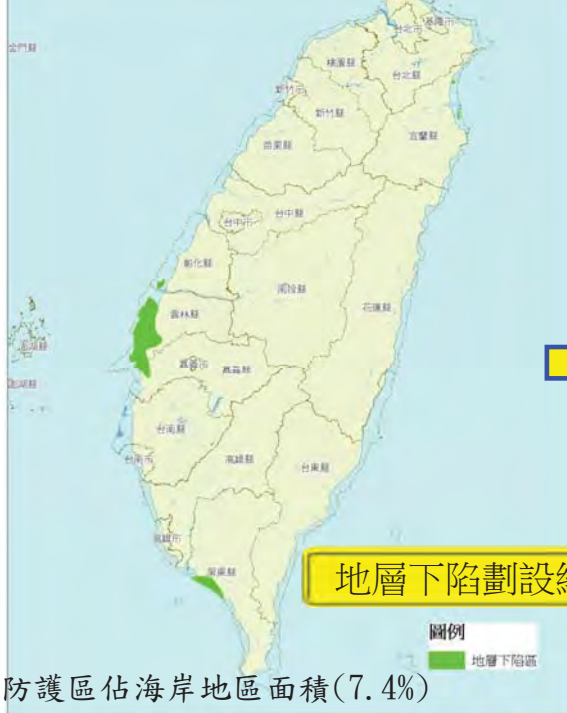 基隆市
台北市
金門縣
桃園縣
台北縣
新竹市
新竹縣
宜蘭縣
苗栗縣
台中縣
台中市
彰化縣
南投縣
花蓮縣
雲林縣
澎湖縣
嘉義市
嘉義縣
澎湖縣
台南縣
台南市
高雄縣
台東縣
高雄市
屏東縣
地層下陷劃設
圖例
地層下陷區
防護區佔海岸地區面積(7.4%)